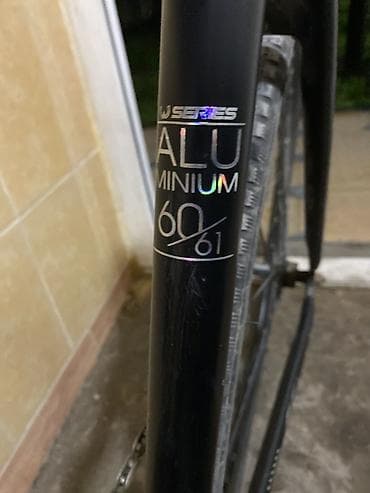 W SERIES
ALU
MINIUM
60/61